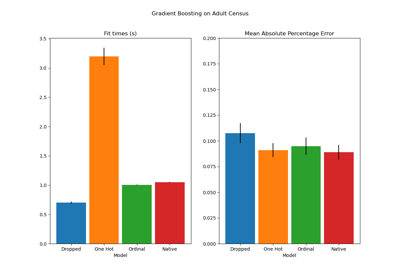 Gradient Boosting on Adult Census
Fit times (s)
3.5
3.0
2.5
2.0
1.5
1.0
0.5
0.0
Dropped One Hot Ordinal Native
Model
Mean Absolute Percentage Error
0.200
0.175
0.150
0.125
0.100
0.075
0.050
0.025
0.000
Dropped One Hot Ordinal Native
Model